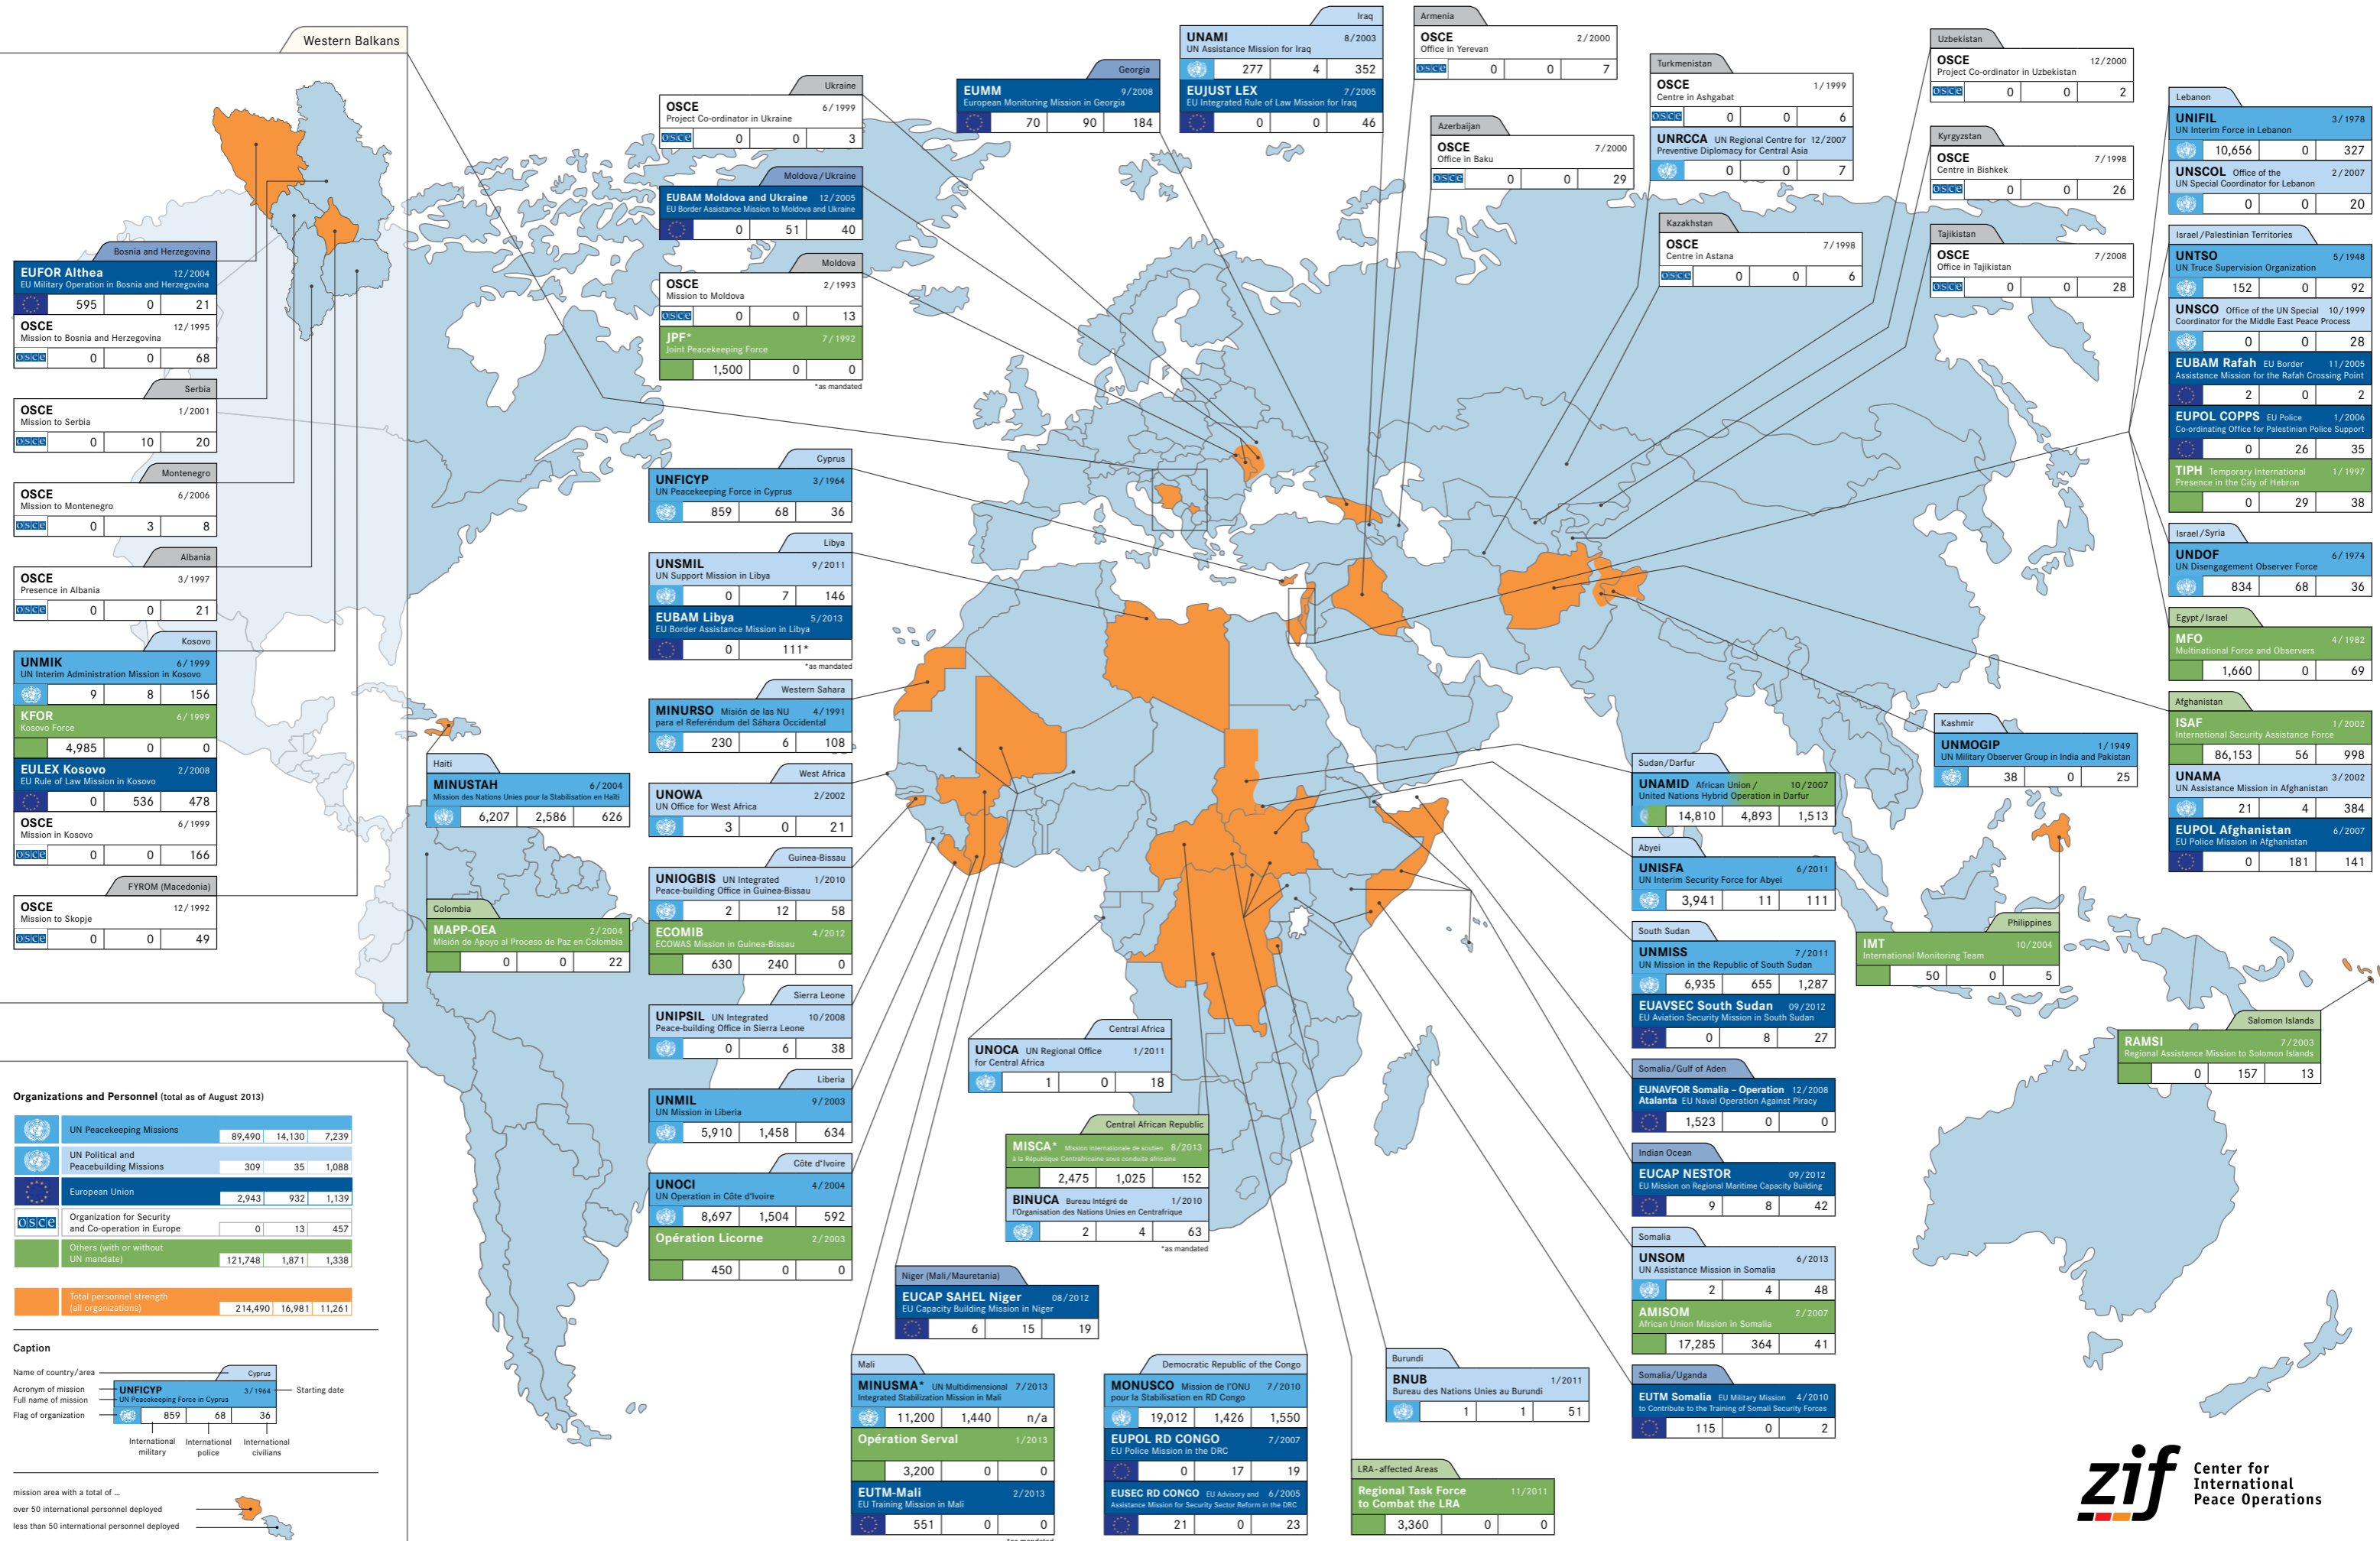 Western Balkans
Bosnia and Herzegovina
EUFOR Althea 12/2004
EU Military Operation in Bosnia and Herzegovina
595 0 21
OSCE 12/1995
Mission to Bosnia and Herzegovina
osce 0 0 68
Serbia
OSCE 1/2001
Mission to Serbia
osce 0 10 20
Montenegro
OSCE 6/2006
Mission to Montenegro
osce 0 3 8
Albania
OSCE 3/1997
Presence in Albania
osce 0 0 21
Kosovo
UNMIK 6/1999
UN Interim Administration Mission in Kosovo
9 8 156
KFOR 6/1999
Kosovo Force
4,985 0 0
EULEX Kosovo 2/2008
EU Rule of Law Mission in Kosovo
0 536 478
OSCE 6/1999
Mission in Kosovo
osce 0 0 166
FYROM (Macedonia)
OSCE 12/1992
Mission to Skopje
osce 0 0 49
Organizations and Personnel (total as of August 2013)
UN Peacekeeping Missions 89,490 14,130 7,239
UN Political and
Peacebuilding Missions 309 35 1,088
European Union 2,943 932 1,139
osce Organization for Security
and Co-operation in Europe 0 13 457
Others (with or without
UN mandate) 121,748 1,871 1,338
Total personnel strength
(all organizations) 214,490 16,981 11,261
Caption
Name of country/area Cyprus
Acronym of mission UNFICYP 3/1964 Starting date
Full name of mission UN Peacekeeping Force in Cyprus
Flag of organization 859 68 36
International military
International police
International civilians
mission area with a total of ...
over 50 international personnel deployed
less than 50 international personnel deployed
Ukraine
OSCE 6/1999
Project Co-ordinator in Ukraine
osce 0 0 3
Moldova/Ukraine
EUBAM Moldova and Ukraine 12/2005
EU Border Assistance Mission to Moldova and Ukraine
0 51 40
Moldova
OSCE 2/1993
Mission to Moldova
osce 0 0 13
JPF* 7/1992
Joint Peacekeeping Force
1,500 0 0
*as mandated
Cyprus
UNFICYP 3/1964
UN Peacekeeping Force in Cyprus
859 68 36
Libya
UNSMIL 9/2011
UN Support Mission in Libya
0 7 146
EUBAM Libya 5/2013
EU Border Assistance Mission in Libya
0 111*
*as mandated
Western Sahara
MINURSO Misión de las NU 4/1991
para el Referéndum del Sáhara Occidental
230 6 108
West Africa
UNOWA 2/2002
UN Office for West Africa
3 0 21
Guinea-Bissau
UNIOGBIS UN Integrated 1/2010
Peace-building Office in Guinea-Bissau
2 12 58
ECOMIB 4/2012
ECOWAS Mission in Guinea-Bissau
630 240 0
Sierra Leone
UNIPSIL UN Integrated 10/2008
Peace-building Office in Sierra Leone
0 6 38
Liberia
UNMIL 9/2003
UN Mission in Liberia
5,910 1,458 634
Côte d'Ivoire
UNOCI 4/2004
UN Operation in Côte d'Ivoire
8,697 1,504 592
Opération Licorne 2/2003
450 0 0
Haiti
MINUSTAH 6/2004
Mission des Nations Unies pour la Stabilisation en Haïti
6,207 2,586 626
Colombia
MAPP-OEA 2/2004
Misión de Apoyo al Proceso de Paz en Colombia
0 0 22
Georgia
EUMM 9/2008
European Monitoring Mission in Georgia
70 90 184
Iraq
UNAMI 8/2003
UN Assistance Mission for Iraq
277 4 352
EUJUST LEX 7/2005
EU Integrated Rule of Law Mission for Iraq
0 0 46
Armenia
OSCE 2/2000
Office in Yerevan
osce 0 0 7
Azerbaijan
OSCE 7/2000
Office in Baku
osce 0 0 29
Turkmenistan
OSCE 1/1999
Centre in Ashgabat
osce 0 0 6
UNRCCA UN Regional Centre for 12/2007
Preventive Diplomacy for Central Asia
0 0 7
Kazakhstan
OSCE 7/1998
Centre in Astana
osce 0 0 6
Uzbekistan
OSCE 12/2000
Project Co-ordinator in Uzbekistan
osce 0 0 2
Kyrgyzstan
OSCE 7/1998
Centre in Bishkek
osce 0 0 26
Tajikistan
OSCE 7/2008
Office in Tajikistan
osce 0 0 28
Lebanon
UNIFIL 3/1978
UN Interim Force in Lebanon
10,656 0 327
UNSCOL Office of the 2/2007
UN Special Coordinator for Lebanon
0 0 20
Israel/Palestinian Territories
UNTSO 5/1948
UN Truce Supervision Organization
152 0 92
UNSCO Office of the UN Special 10/1999
Coordinator for the Middle East Peace Process
0 0 28
EUBAM Rafah EU Border 11/2005
Assistance Mission for the Rafah Crossing Point
2 0 2
EUPOL COPPS EU Police 1/2006
Co-ordinating Office for Palestinian Police Support
0 26 35
TIPH Temporary International 1/1997
Presence in the City of Hebron
0 29 38
Israel/Syria
UNDOF 6/1974
UN Disengagement Observer Force
834 68 36
Egypt/Israel
MFO 4/1982
Multinational Force and Observers
1,660 0 69
Afghanistan
ISAF 1/2002
International Security Assistance Force
86,153 56 998
UNAMA 3/2002
UN Assistance Mission in Afghanistan
21 4 384
EUPOL Afghanistan 6/2007
EU Police Mission in Afghanistan
0 181 141
Kashmir
UNMOGIP 1/1949
UN Military Observer Group in India and Pakistan
38 0 25
Sudan/Darfur
UNAMID African Union/ 10/2007
United Nations Hybrid Operation in Darfur
14,810 4,893 1,513
Abyei
UNISFA 6/2011
UN Interim Security Force for Abyei
3,941 11 111
South Sudan
UNMISS 7/2011
UN Mission in the Republic of South Sudan
6,935 655 1,287
EUAVSEC South Sudan 09/2012
EU Aviation Security Mission in South Sudan
0 8 27
Somalia/Gulf of Aden
EUNAVFOR Somalia – Operation 12/2008
Atalanta EU Naval Operation Against Piracy
1,523 0 0
Indian Ocean
EUCAP NESTOR 09/2012
EU Mission on Regional Maritime Capacity Building
9 8 42
Somalia
UNSOM 6/2013
UN Assistance Mission in Somalia
2 4 48
AMISOM 2/2007
African Union Mission in Somalia
17,285 364 41
Somalia/Uganda
EUTM Somalia EU Military Mission 4/2010
to Contribute to the Training of Somali Security Forces
115 0 2
Philippines
IMT 10/2004
International Monitoring Team
50 0 5
Salomon Islands
RAMSI 7/2003
Regional Assistance Mission to Solomon Islands
0 157 13
Central Africa
UNOCA UN Regional Office 1/2011
for Central Africa
1 0 18
Central African Republic
MISCA* Mission internationale de soutien 8/2013
à la République Centrafricaine sous conduite africaine
2,475 1,025 152
BINUCA Bureau Intégré de 1/2010
l'Organisation des Nations Unies en Centrafrique
2 4 63
*as mandated
Niger (Mali/Mauretania)
EUCAP SAHEL Niger 08/2012
EU Capacity Building Mission in Niger
6 15 19
Mali
MINUSMA* UN Multidimensional 7/2013
Integrated Stabilization Mission in Mali
11,200 1,440 n/a
Opération Serval 1/2013
3,200 0 0
EUTM-Mali 2/2013
EU Training Mission in Mali
551 0 0
*as mandated
Democratic Republic of the Congo
MONUSCO Mission de l'ONU 7/2010
pour la Stabilisation en RD Congo
19,012 1,426 1,550
EUPOL RD CONGO 7/2007
EU Police Mission in the DRC
0 17 19
EUSEC RD CONGO EU Advisory and 6/2005
Assistance Mission for Security Sector Reform in the DRC
21 0 23
Burundi
BNUB 1/2011
Bureau des Nations Unies au Burundi
1 1 51
LRA-affected Areas
Regional Task Force 11/2011
to Combat the LRA
3,360 0 0
zif Center for
International
Peace Operations